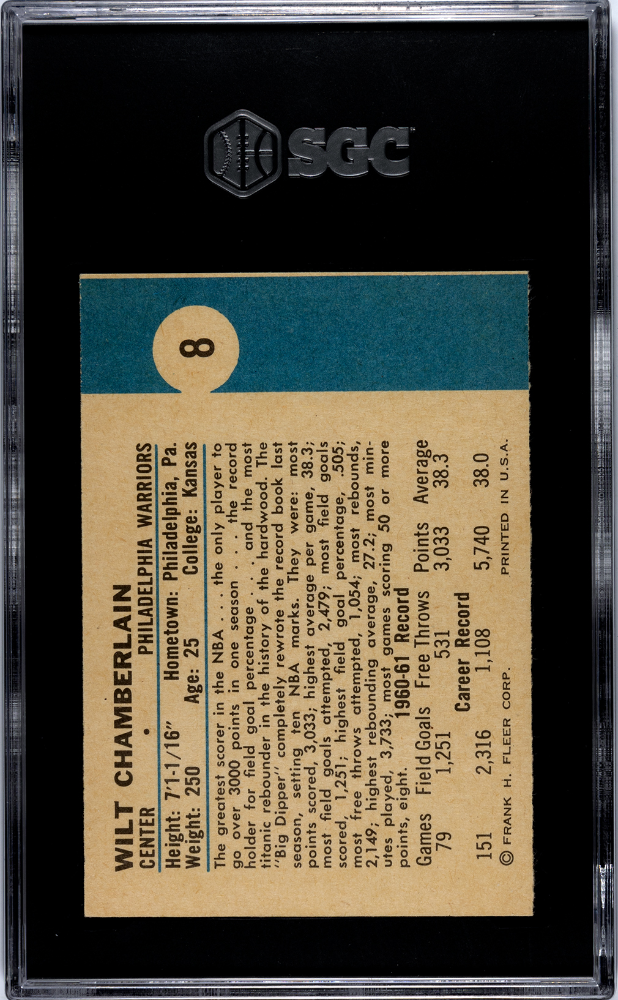 SGC
8
WILT CHAMBERLAIN
CENTER • PHILADELPHIA WARRIORS
Height: 7'1-1/16" Hometown: Philadelphia, Pa.
Weight: 250 Age: 25 College: Kansas
The greatest scorer in the NBA . . . the only player to
go over 3000 points in one season . . . the record
holder for field goal percentage . . . and the most
titanic rebounder in the history of the hardwood. The
"Big Dipper" completely rewrote the record book last
season, setting ten NBA marks. They were: most
points scored, 3,033; highest average per game, 38.3;
most field goals attempted, 2,479; most field goals
scored, 1,251; highest field goal percentage, .505;
most free throws attempted, 1,054; most rebounds,
2,149; highest rebounding average, 27.2; most min-
utes played, 3,733; most games scoring 50 or more
points, eight.
1960-61 Record
Games Field Goals Free Throws Points Average
79 1,251 531 3,033 38.3
Career Record
151 2,316 1,108 5,740 38.0
© FRANK H. FLEER CORP. PRINTED IN U.S.A.